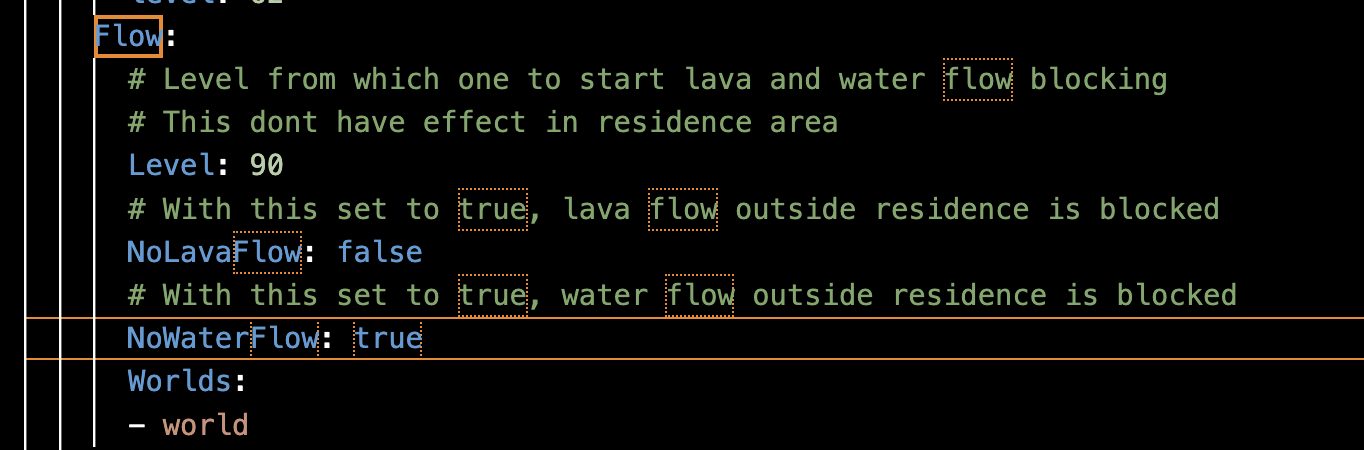 Flow:
# Level from which one to start lava and water flow blocking
# This dont have effect in residence area
Level: 90
# With this set to true, lava flow outside residence is blocked
NoLavaFlow: false
# With this set to true, water flow outside residence is blocked
NoWaterFlow: true
Worlds:
- world